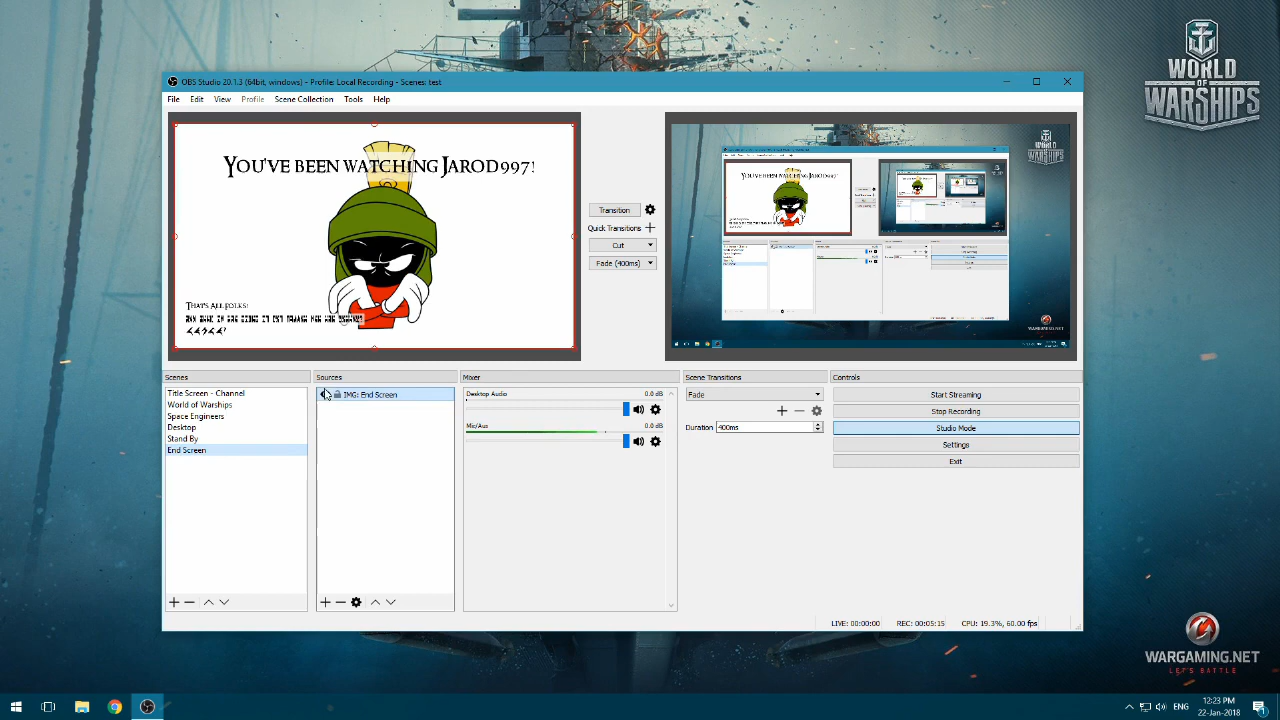 WORLD
OF
WARSHIPS
OBS Studio 20.1.3 (64bit, windows) - Profile: Local Recording - Scenes: test
File Edit View Profile Scene Collection Tools Help
You've been watching Jarod997!
That's All Folks!
Transition
Quick Transitions
Cut
Fade (400ms)
Scenes
Title Screen - Channel
World of Warships
Space Engineers
Desktop
Stand By
End Screen
Sources
IMG: End Screen
Mixer
Desktop Audio 0.0 dB
Mic/Aux 0.0 dB
Scene Transitions
Fade
Duration 400ms
Controls
Start Streaming
Stop Recording
Studio Mode
Settings
Exit
LIVE: 00:00:00 REC: 00:05:15 CPU: 19.3%, 60.00 fps
WARGAMING.NET
LET'S BATTLE
ENG
12:23 PM
22-Jan-2018